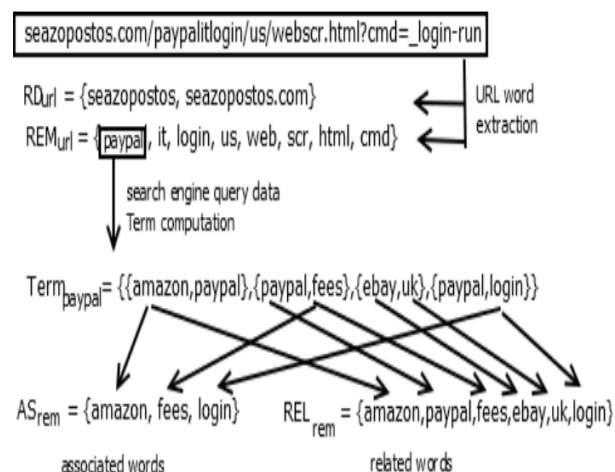 seazopostos.com/paypalitlogin/us/webscr.html?cmd=_login-run
RDurl = {seazopostos, seazopostos.com}
URL word
extraction
REMurl = {paypal, it, login, us, web, scr, html, cmd}
search engine query data
Term computation
Termpaypal= {{amazon,paypal},{paypal,fees},{ebay,uk},{paypal,login}}
ASrem = {amazon, fees, login}
RELrem = {amazon,paypal,fees,ebay,uk,login}
associated words
related words